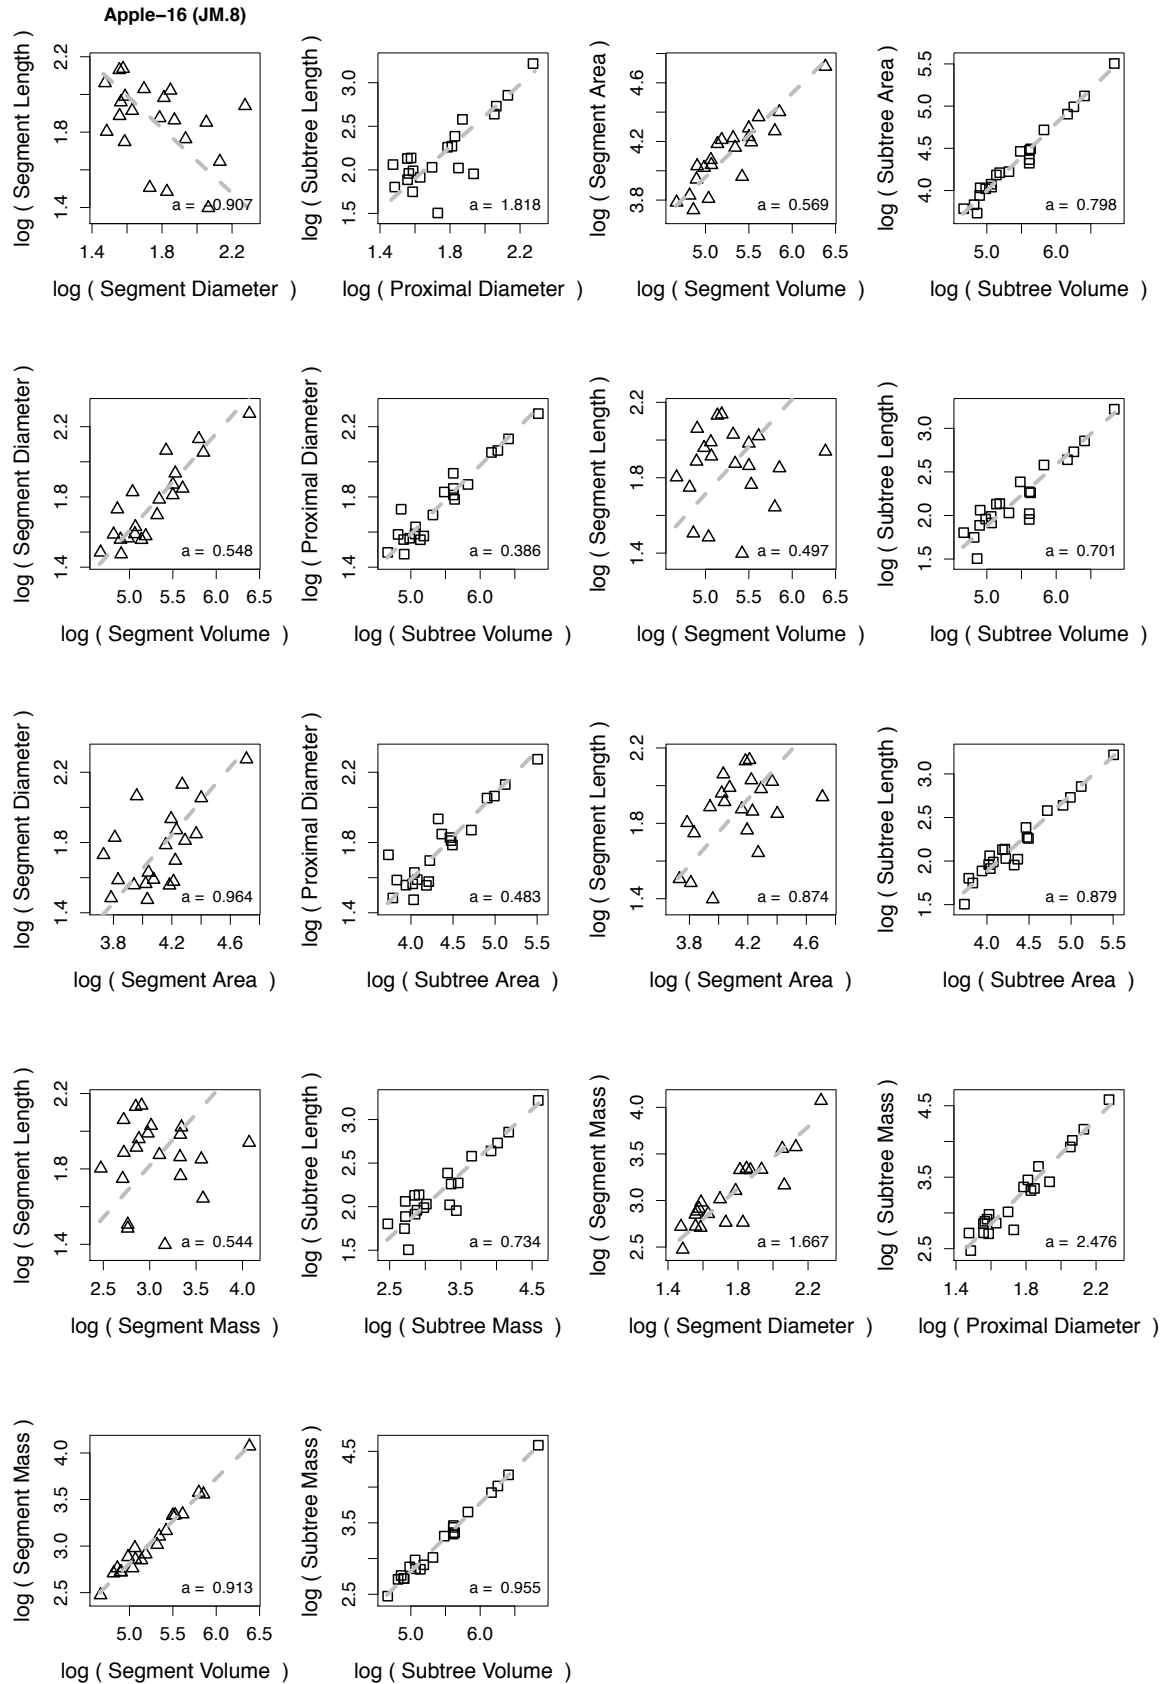 Apple−16 (JM.8)
log ( Segment Length )
1.4 1.8 2.2
a = −0.907
1.4 1.8 2.2
log ( Segment Diameter )
log ( Subtree Length )
1.5 2.0 2.5 3.0
a = 1.818
1.4 1.8 2.2
log ( Proximal Diameter )
log ( Segment Area )
3.8 4.2 4.6
a = 0.569
5.0 5.5 6.0 6.5
log ( Segment Volume )
log ( Subtree Area )
4.0 4.5 5.0 5.5
a = 0.798
5.0 6.0
log ( Subtree Volume )
log ( Segment Diameter )
1.4 1.8 2.2
a = 0.548
5.0 5.5 6.0 6.5
log ( Segment Volume )
log ( Proximal Diameter )
1.4 1.8 2.2
a = 0.386
5.0 6.0
log ( Subtree Volume )
log ( Segment Length )
1.4 1.8 2.2
a = 0.497
5.0 5.5 6.0 6.5
log ( Segment Volume )
log ( Subtree Length )
1.5 2.0 2.5 3.0
a = 0.701
5.0 6.0
log ( Subtree Volume )
log ( Segment Diameter )
1.4 1.8 2.2
a = 0.964
3.8 4.2 4.6
log ( Segment Area )
log ( Proximal Diameter )
1.4 1.8 2.2
a = 0.483
4.0 4.5 5.0 5.5
log ( Subtree Area )
log ( Segment Length )
1.4 1.8 2.2
a = 0.874
3.8 4.2 4.6
log ( Segment Area )
log ( Subtree Length )
1.5 2.0 2.5 3.0
a = 0.879
4.0 4.5 5.0 5.5
log ( Subtree Area )
log ( Segment Length )
1.4 1.8 2.2
a = 0.544
2.5 3.0 3.5 4.0
log ( Segment Mass )
log ( Subtree Length )
1.5 2.0 2.5 3.0
a = 0.734
2.5 3.5 4.5
log ( Subtree Mass )
log ( Segment Mass )
2.5 3.0 3.5 4.0
a = 1.667
1.4 1.8 2.2
log ( Segment Diameter )
log ( Subtree Mass )
2.5 3.5 4.5
a = 2.476
1.4 1.8 2.2
log ( Proximal Diameter )
log ( Segment Mass )
2.5 3.0 3.5 4.0
a = 0.913
5.0 5.5 6.0 6.5
log ( Segment Volume )
log ( Subtree Mass )
2.5 3.5 4.5
a = 0.955
5.0 6.0
log ( Subtree Volume )